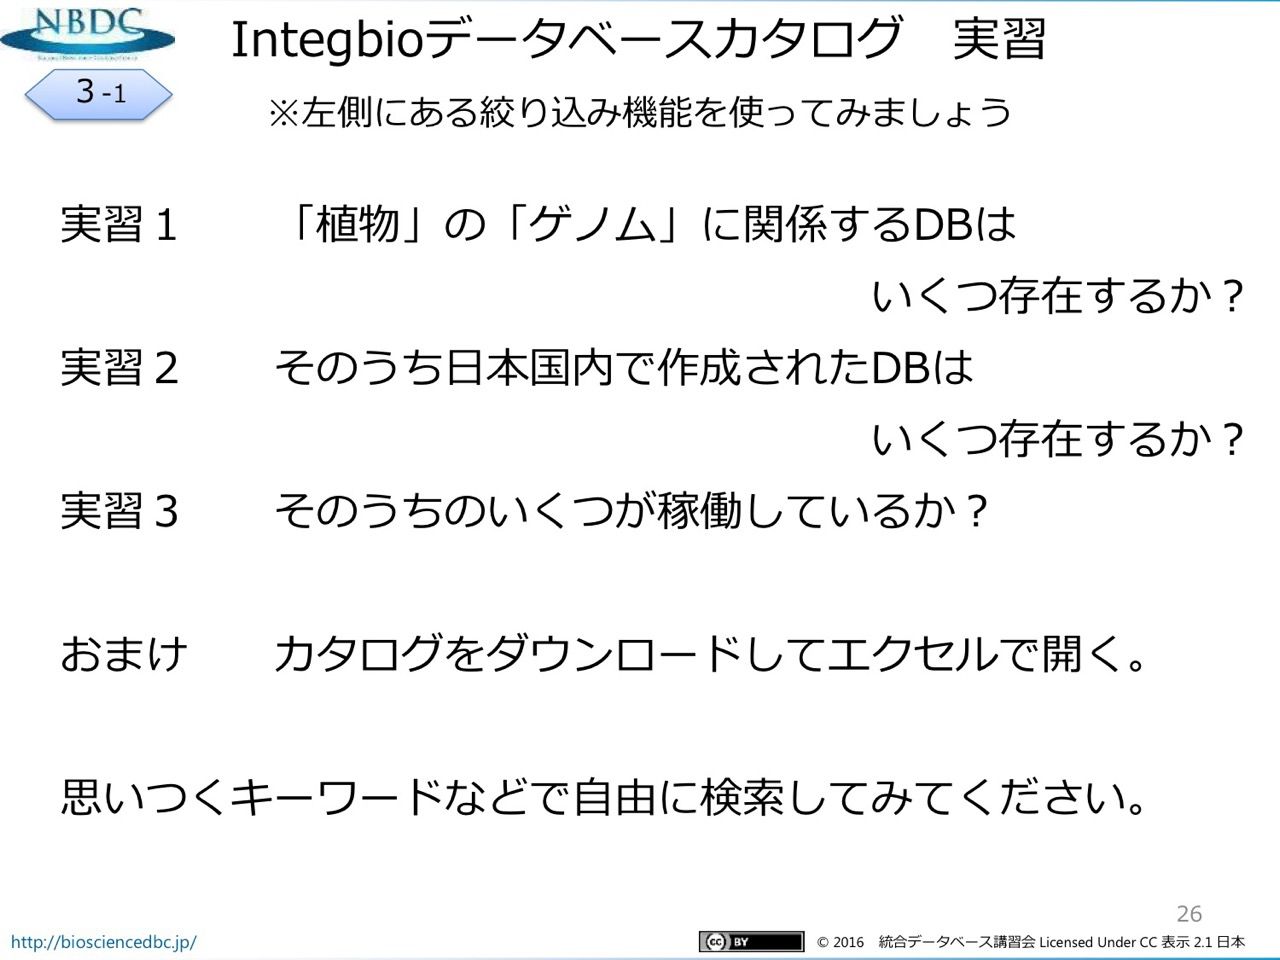 NBDC
Integbioデータベースカタログ　実習
３-1
※左側にある絞り込み機能を使ってみましょう
実習１　「植物」の「ゲノム」に関係するDBは
いくつ存在するか？
実習２　そのうち日本国内で作成されたDBは
いくつ存在するか？
実習３　そのうちのいくつが稼働しているか？
おまけ　カタログをダウンロードしてエクセルで開く。
思いつくキーワードなどで自由に検索してみてください。
26
http://biosciencedbc.jp/
cc BY © 2016　統合データベース講習会 Licensed Under CC 表示 2.1 日本